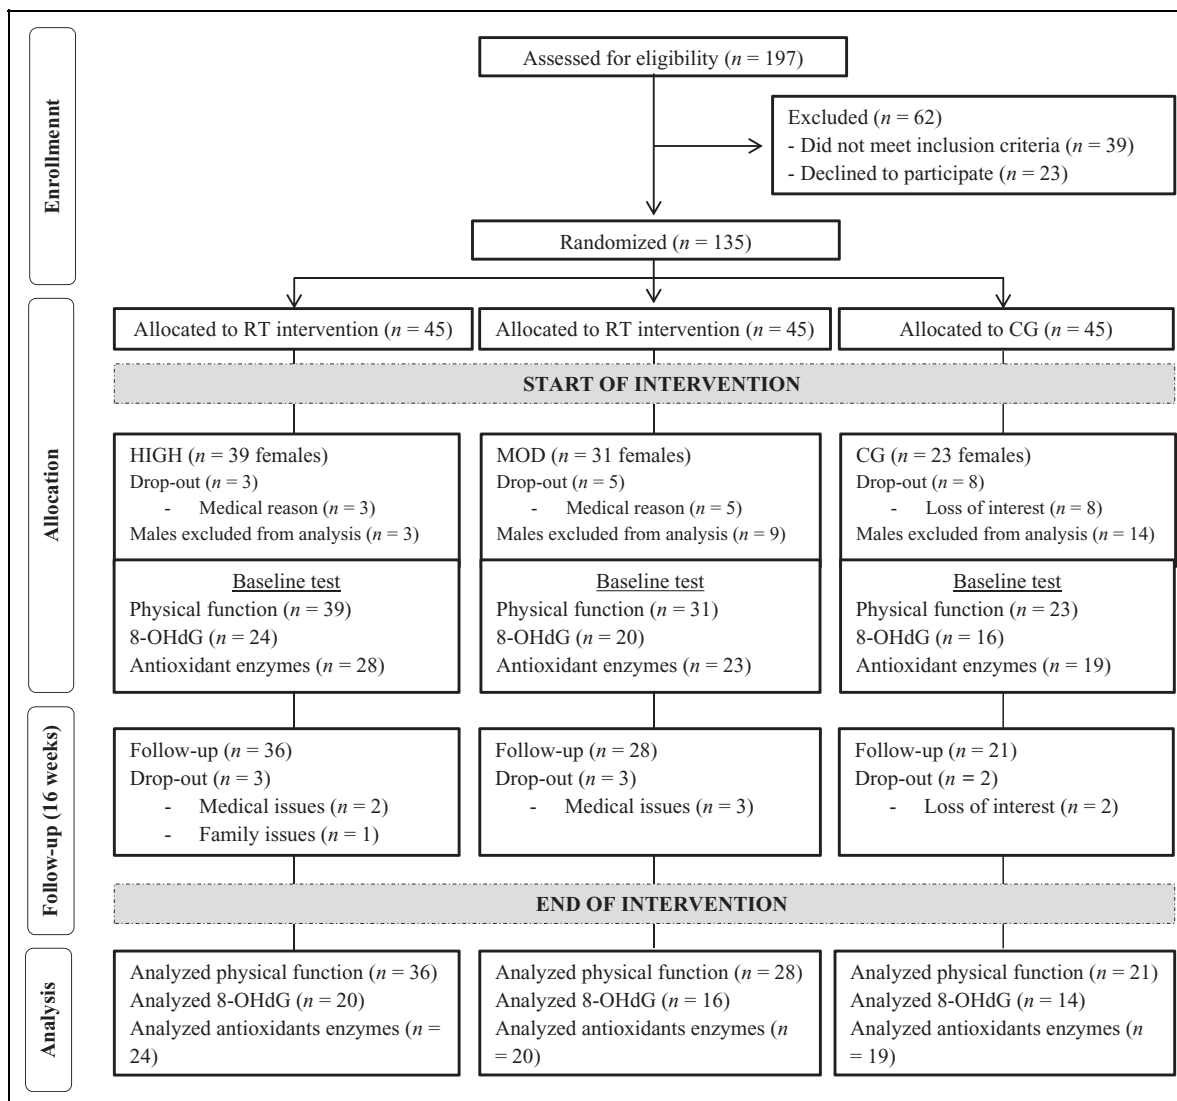 Enrollmennt
Assessed for eligibility (n = 197)
Excluded (n = 62)
- Did not meet inclusion criteria (n = 39)
- Declined to participate (n = 23)
Randomized (n = 135)
Allocation
Allocated to RT intervention (n = 45)
Allocated to RT intervention (n = 45)
Allocated to CG (n = 45)
START OF INTERVENTION
HIGH (n = 39 females)
Drop-out (n = 3)
- Medical reason (n = 3)
Males excluded from analysis (n = 3)
MOD (n = 31 females)
Drop-out (n = 5)
- Medical reason (n = 5)
Males excluded from analysis (n = 9)
CG (n = 23 females)
Drop-out (n = 8)
- Loss of interest (n = 8)
Males excluded from analysis (n = 14)
Baseline test
Physical function (n = 39)
8-OHdG (n = 24)
Antioxidant enzymes (n = 28)
Baseline test
Physical function (n = 31)
8-OHdG (n = 20)
Antioxidant enzymes (n = 23)
Baseline test
Physical function (n = 23)
8-OHdG (n = 16)
Antioxidant enzymes (n = 19)
Follow-up (16 weeks)
Follow-up (n = 36)
Drop-out (n = 3)
- Medical issues (n = 2)
- Family issues (n = 1)
Follow-up (n = 28)
Drop-out (n = 3)
- Medical issues (n = 3)
Follow-up (n = 21)
Drop-out (n = 2)
- Loss of interest (n = 2)
END OF INTERVENTION
Analysis
Analyzed physical function (n = 36)
Analyzed 8-OHdG (n = 20)
Analyzed antioxidants enzymes (n =
24)
Analyzed physical function (n = 28)
Analyzed 8-OHdG (n = 16)
Analyzed antioxidants enzymes (n
= 20)
Analyzed physical function (n = 21)
Analyzed 8-OHdG (n = 14)
Analyzed antioxidants enzymes (n
= 19)